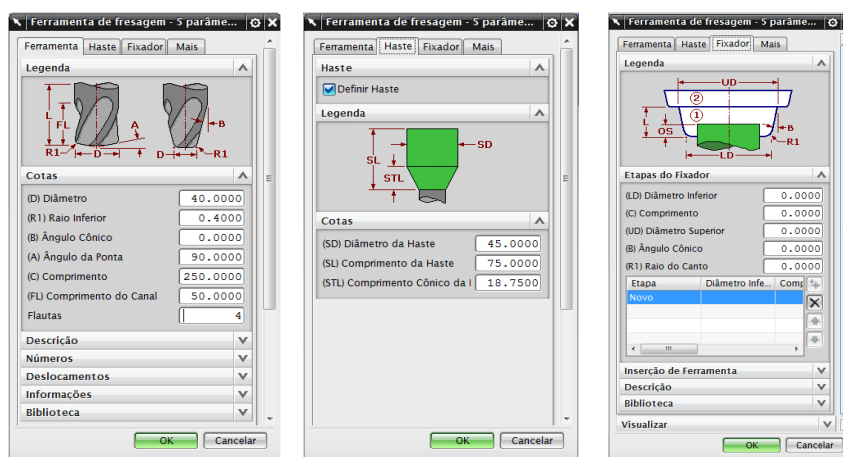 Ferramenta de fresagem - 5 parâme...
Ferramenta Haste Fixador Mais
Legenda
L
FL
A
B
R1
D
D
R1
Cotas
(D) Diâmetro 40.0000
(R1) Raio Inferior 0.4000
(B) Ângulo Cônico 0.0000
(A) Ângulo da Ponta 90.0000
(C) Comprimento 250.0000
(FL) Comprimento do Canal 50.0000
Flautas 4
Descrição
Números
Deslocamentos
Informações
Biblioteca
OK Cancelar
Ferramenta de fresagem - 5 parâme...
Ferramenta Haste Fixador Mais
Haste
Definir Haste
Legenda
SD
SL
STL
Cotas
(SD) Diâmetro da Haste 45.0000
(SL) Comprimento da Haste 75.0000
(STL) Comprimento Cônico da 18.7500
OK Cancelar
Ferramenta de fresagem - 5 parâme...
Ferramenta Haste Fixador Mais
Legenda
UD
2
1
L
OS
B
R1
LD
Etapas do Fixador
(LD) Diâmetro Inferior 0.0000
(C) Comprimento 0.0000
(UD) Diâmetro Superior 0.0000
(B) Ângulo Cônico 0.0000
(R1) Raio do Canto 0.0000
Etapa Diâmetro Infe... Comp
Novo
Inserção de Ferramenta
Descrição
Biblioteca
Visualizar
OK Cancelar